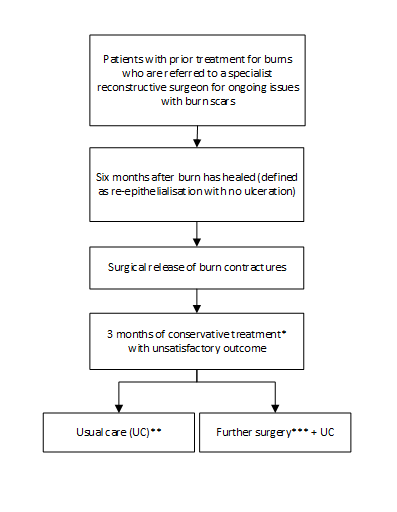 Patients with prior treatment for burns
who are referred to a specialist
reconstructive surgeon for ongoing issues
with burn scars
Six months after burn has healed (defined
as re-epithelialisation with no ulceration)
Surgical release of burn contractures
3 months of conservative treatment*
with unsatisfactory outcome
Usual care (UC)**
Further surgery*** + UC